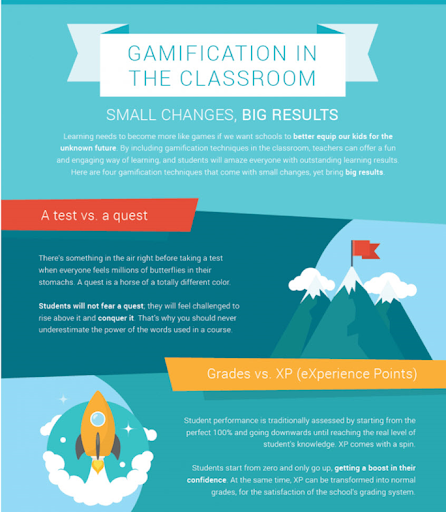 GAMIFICATION IN
THE CLASSROOM
SMALL CHANGES, BIG RESULTS
Learning needs to become more like games if we want schools to better equip our kids for the
unknown future. By including gamification techniques in the classroom, teachers can offer a fun
and engaging way of learning, and students will amaze everyone with outstanding learning results.
Here are four gamification techniques that come with small changes, yet bring big results.
A test vs. a quest
There's something in the air right before taking a test
when everyone feels millions of butterflies in their
stomachs. A quest is a horse of a totally different color.
Students will not fear a quest; they will feel challenged to
rise above it and conquer it. That's why you should never
underestimate the power of the words used in a course.
Grades vs. XP (eXperience Points)
Student performance is traditionally assessed by starting from the
perfect 100% and going downwards until reaching the real level of
student's knowledge. XP comes with a spin.
Students start from zero and only go up, getting a boost in their
confidence. At the same time, XP can be transformed into normal
grades, for the satisfaction of the school's grading system.